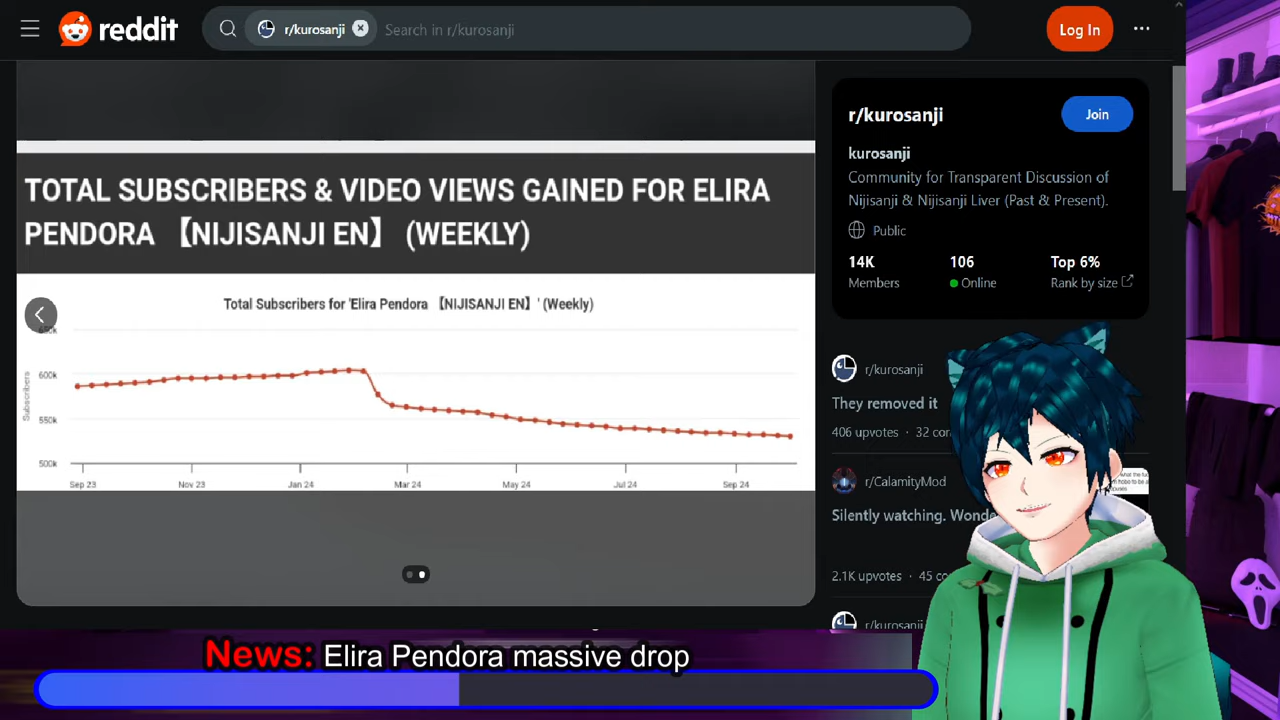 reddit
r/kurosanji
Search in r/kurosanji
Log In
TOTAL SUBSCRIBERS & VIDEO VIEWS GAINED FOR ELIRA
PENDORA 【NIJISANJI EN】 (WEEKLY)
Total Subscribers for 'Elira Pendora 【NIJISANJI EN】' (Weekly)
600k
550k
500k
Subscribers
Sep 23
Nov 23
Jan 24
Mar 24
May 24
Jul 24
Sep 24
r/kurosanji
Join
kurosanji
Community for Transparent Discussion of
Nijisanji & Nijisanji Liver (Past & Present).
Public
14K
106
Top 6%
Members
Online
Rank by size
r/kurosanji
They removed it
406 upvotes · 32
r/CalamityMod
Silently watching.
2.1K upvotes · 45
r/kurosanji
News: Elira Pendora massive drop